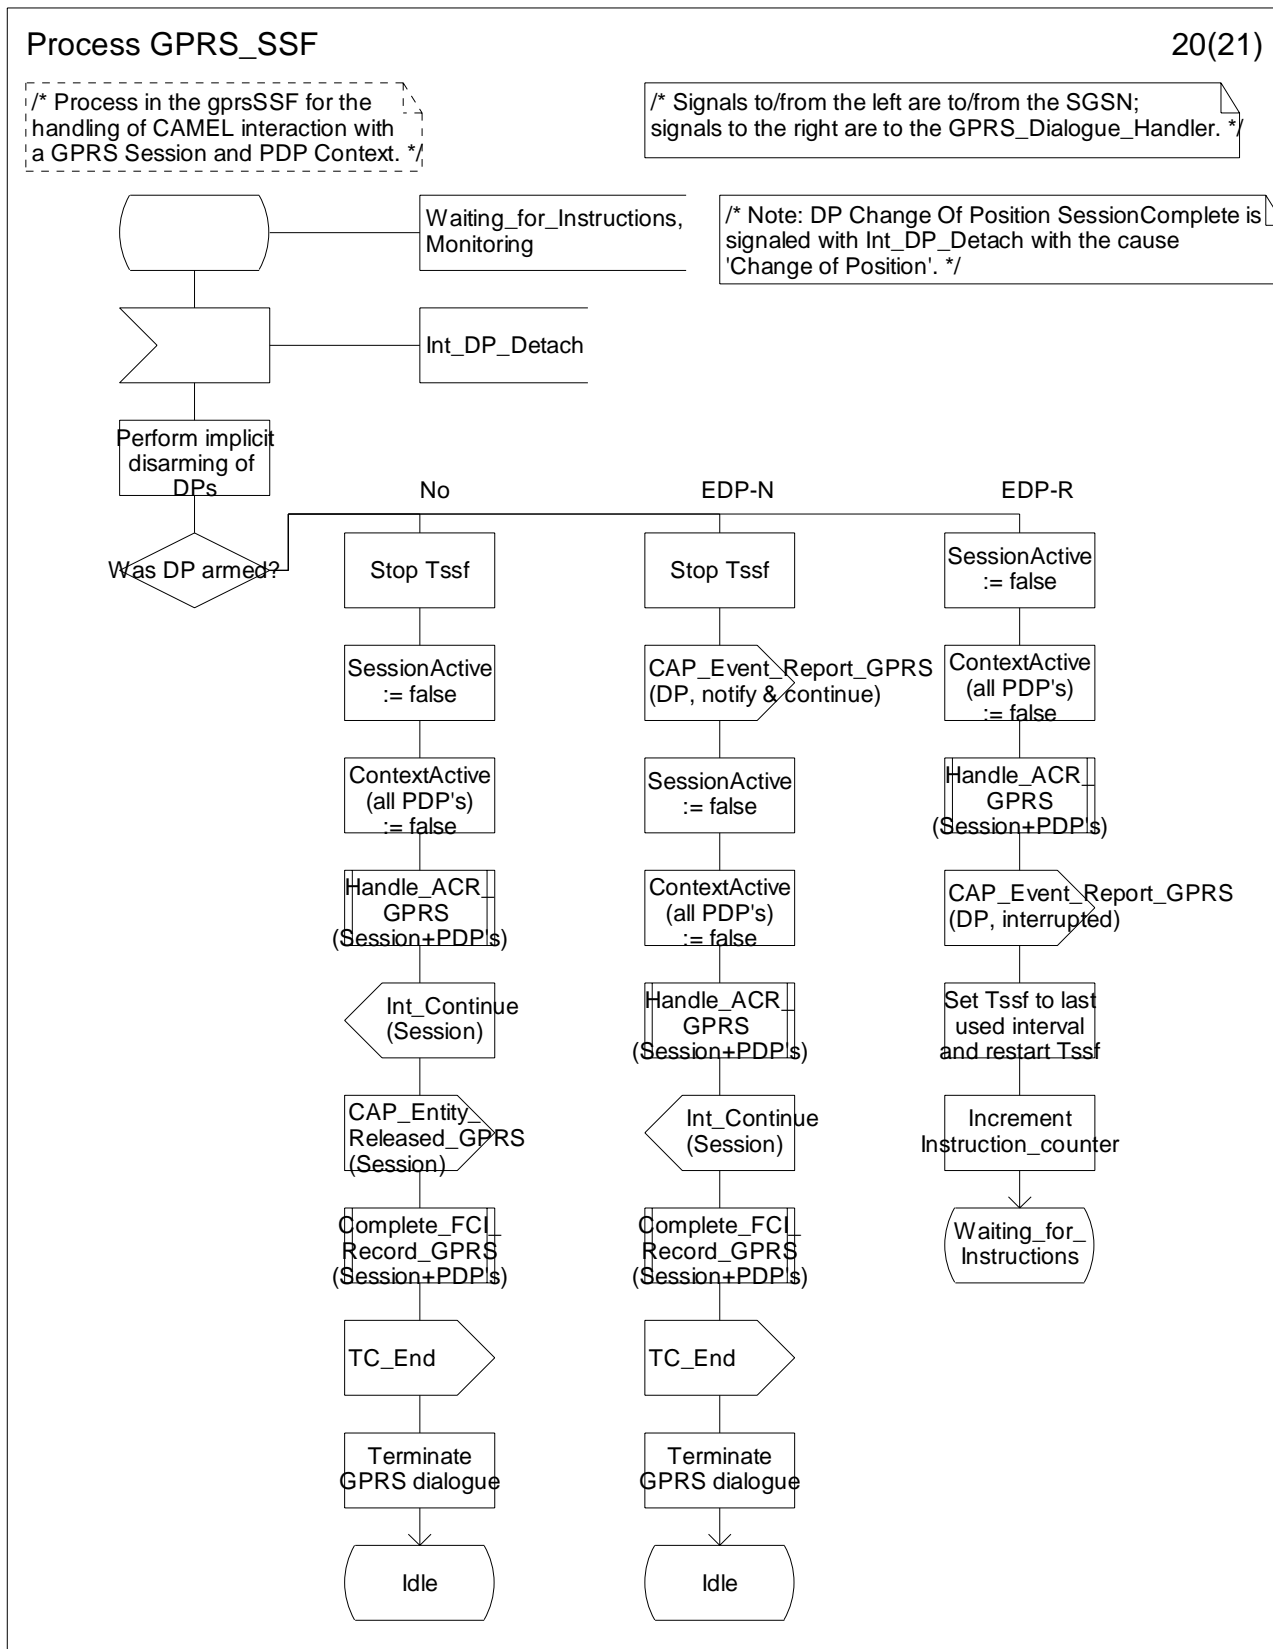 Process GPRS_SSF
20(21)
/* Process in the gprsSSF for the
handling of CAMEL interaction with
a GPRS Session and PDP Context. */
/* Signals to/from the left are to/from the SGSN;
signals to the right are to the GPRS_Dialogue_Handler. */
Waiting_for_Instructions,
Monitoring
/* Note: DP Change Of Position SessionComplete is
signaled with Int_DP_Detach with the cause
'Change of Position'. */
Int_DP_Detach
Perform implicit
disarming of
DPs
Was DP armed?
No
Stop Tssf
SessionActive
:= false
ContextActive
(all PDP's)
:= false
Handle_ACR_
GPRS
(Session+PDP's)
Int_Continue
(Session)
CAP_Entity_
Released_GPRS
(Session)
Complete_FCI_
Record_GPRS
(Session+PDP's)
TC_End
Terminate
GPRS dialogue
Idle
EDP-N
Stop Tssf
CAP_Event_Report_GPRS
(DP, notify & continue)
SessionActive
:= false
ContextActive
(all PDP's)
:= false
Handle_ACR_
GPRS
(Session+PDP's)
Int_Continue
(Session)
Complete_FCI_
Record_GPRS
(Session+PDP's)
TC_End
Terminate
GPRS dialogue
Idle
EDP-R
SessionActive
:= false
ContextActive
(all PDP's)
:= false
Handle_ACR_
GPRS
(Session+PDP's)
CAP_Event_Report_GPRS
(DP, interrupted)
Set Tssf to last
used interval
and restart Tssf
Increment
Instruction_counter
Waiting_for_
Instructions